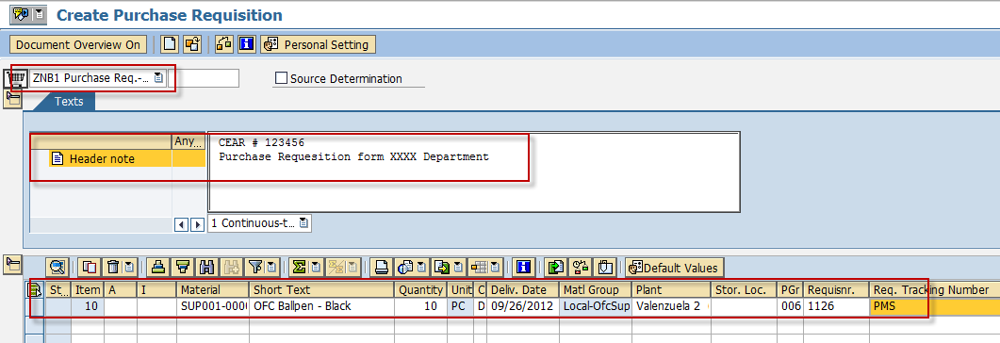 Create Purchase Requisition
Document Overview On
Personal Setting
ZNB1 Purchase Req.-...
Source Determination
Texts
Any...
Header note
CEAR # 123456
Purchase Requesition form XXXX Department
1 Continuous-t...
Default Values
St... Item A I Material Short Text Quantity Unit C Deliv. Date Matl Group Plant Stor. Loc. PGr Requisnr. Req. Tracking Number
10 SUP001-000 OFC Ballpen - Black 10 PC D 09/26/2012 Local-OfcSup Valenzuela 2 006 1126 PMS